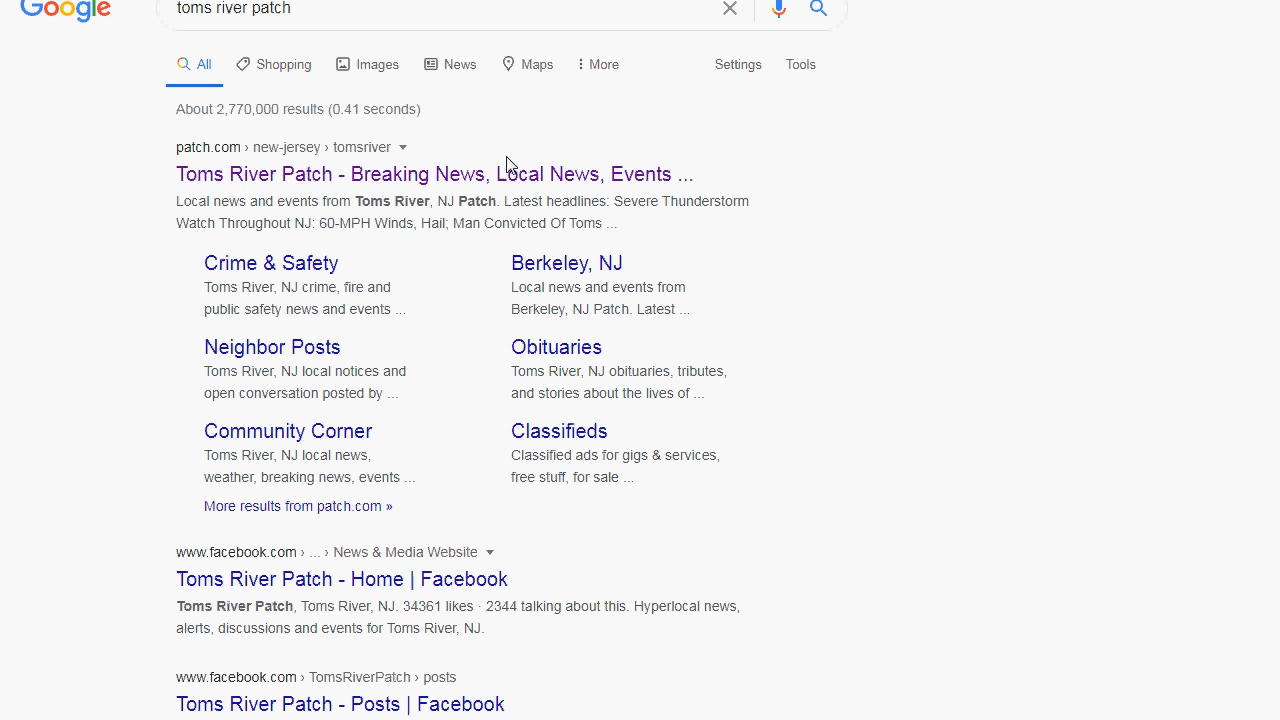 Google
toms river patch
All
Shopping
Images
News
Maps
More
Settings
Tools
About 2,770,000 results (0.41 seconds)
patch.com › new-jersey › tomsriver
Toms River Patch - Breaking News, Local News, Events ...
Local news and events from Toms River, NJ Patch. Latest headlines: Severe Thunderstorm
Watch Throughout NJ: 60-MPH Winds, Hail; Man Convicted Of Toms ...
Crime & Safety
Toms River, NJ crime, fire and
public safety news and events ...
Berkeley, NJ
Local news and events from
Berkeley, NJ Patch. Latest ...
Neighbor Posts
Toms River, NJ local notices and
open conversation posted by ...
Obituaries
Toms River, NJ obituaries, tributes,
and stories about the lives of ...
Community Corner
Toms River, NJ local news,
weather, breaking news, events ...
Classifieds
Classified ads for gigs & services,
free stuff, for sale ...
More results from patch.com »
www.facebook.com › ... › News & Media Website
Toms River Patch - Home | Facebook
Toms River Patch, Toms River, NJ. 34361 likes · 2344 talking about this. Hyperlocal news,
alerts, discussions and events for Toms River, NJ.
www.facebook.com › TomsRiverPatch › posts
Toms River Patch - Posts | Facebook